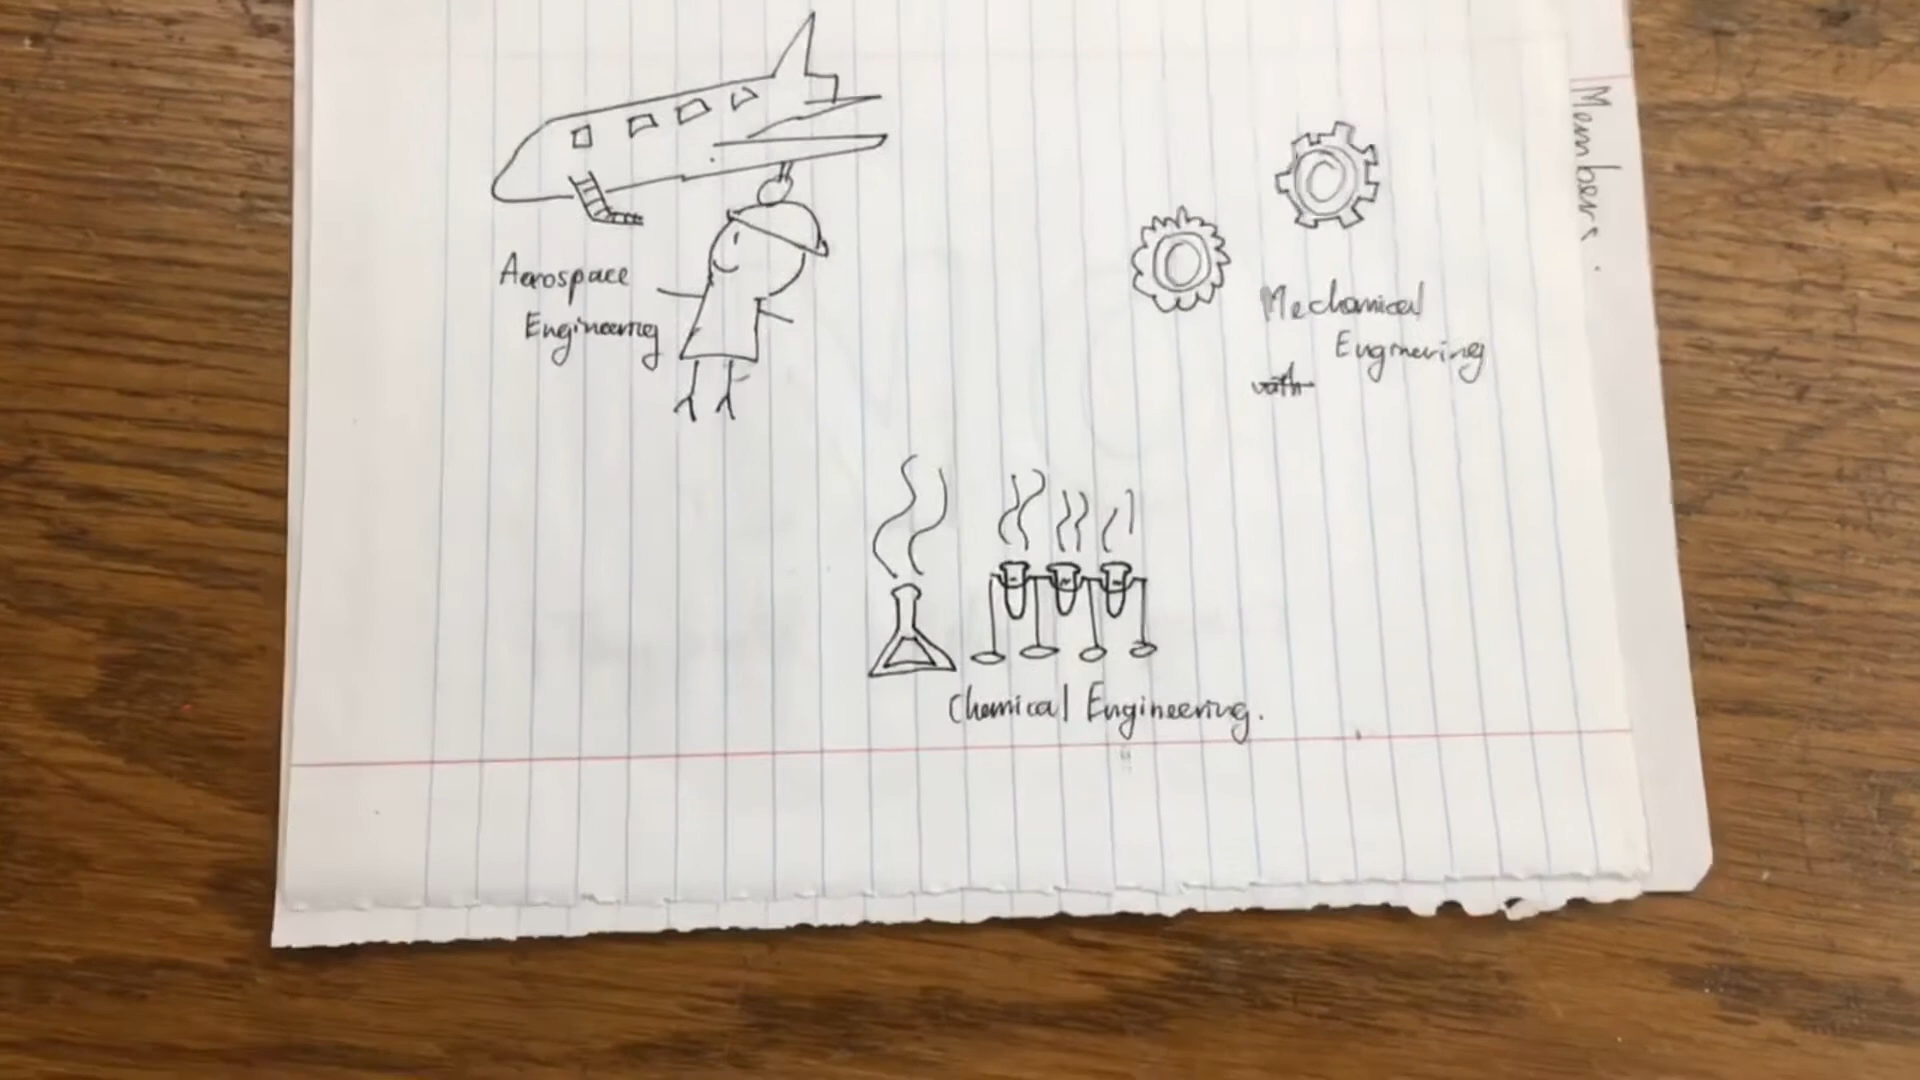 Aerospace
Engineering
Mechanical
Engineering
with
Chemical Engineering.
Members.